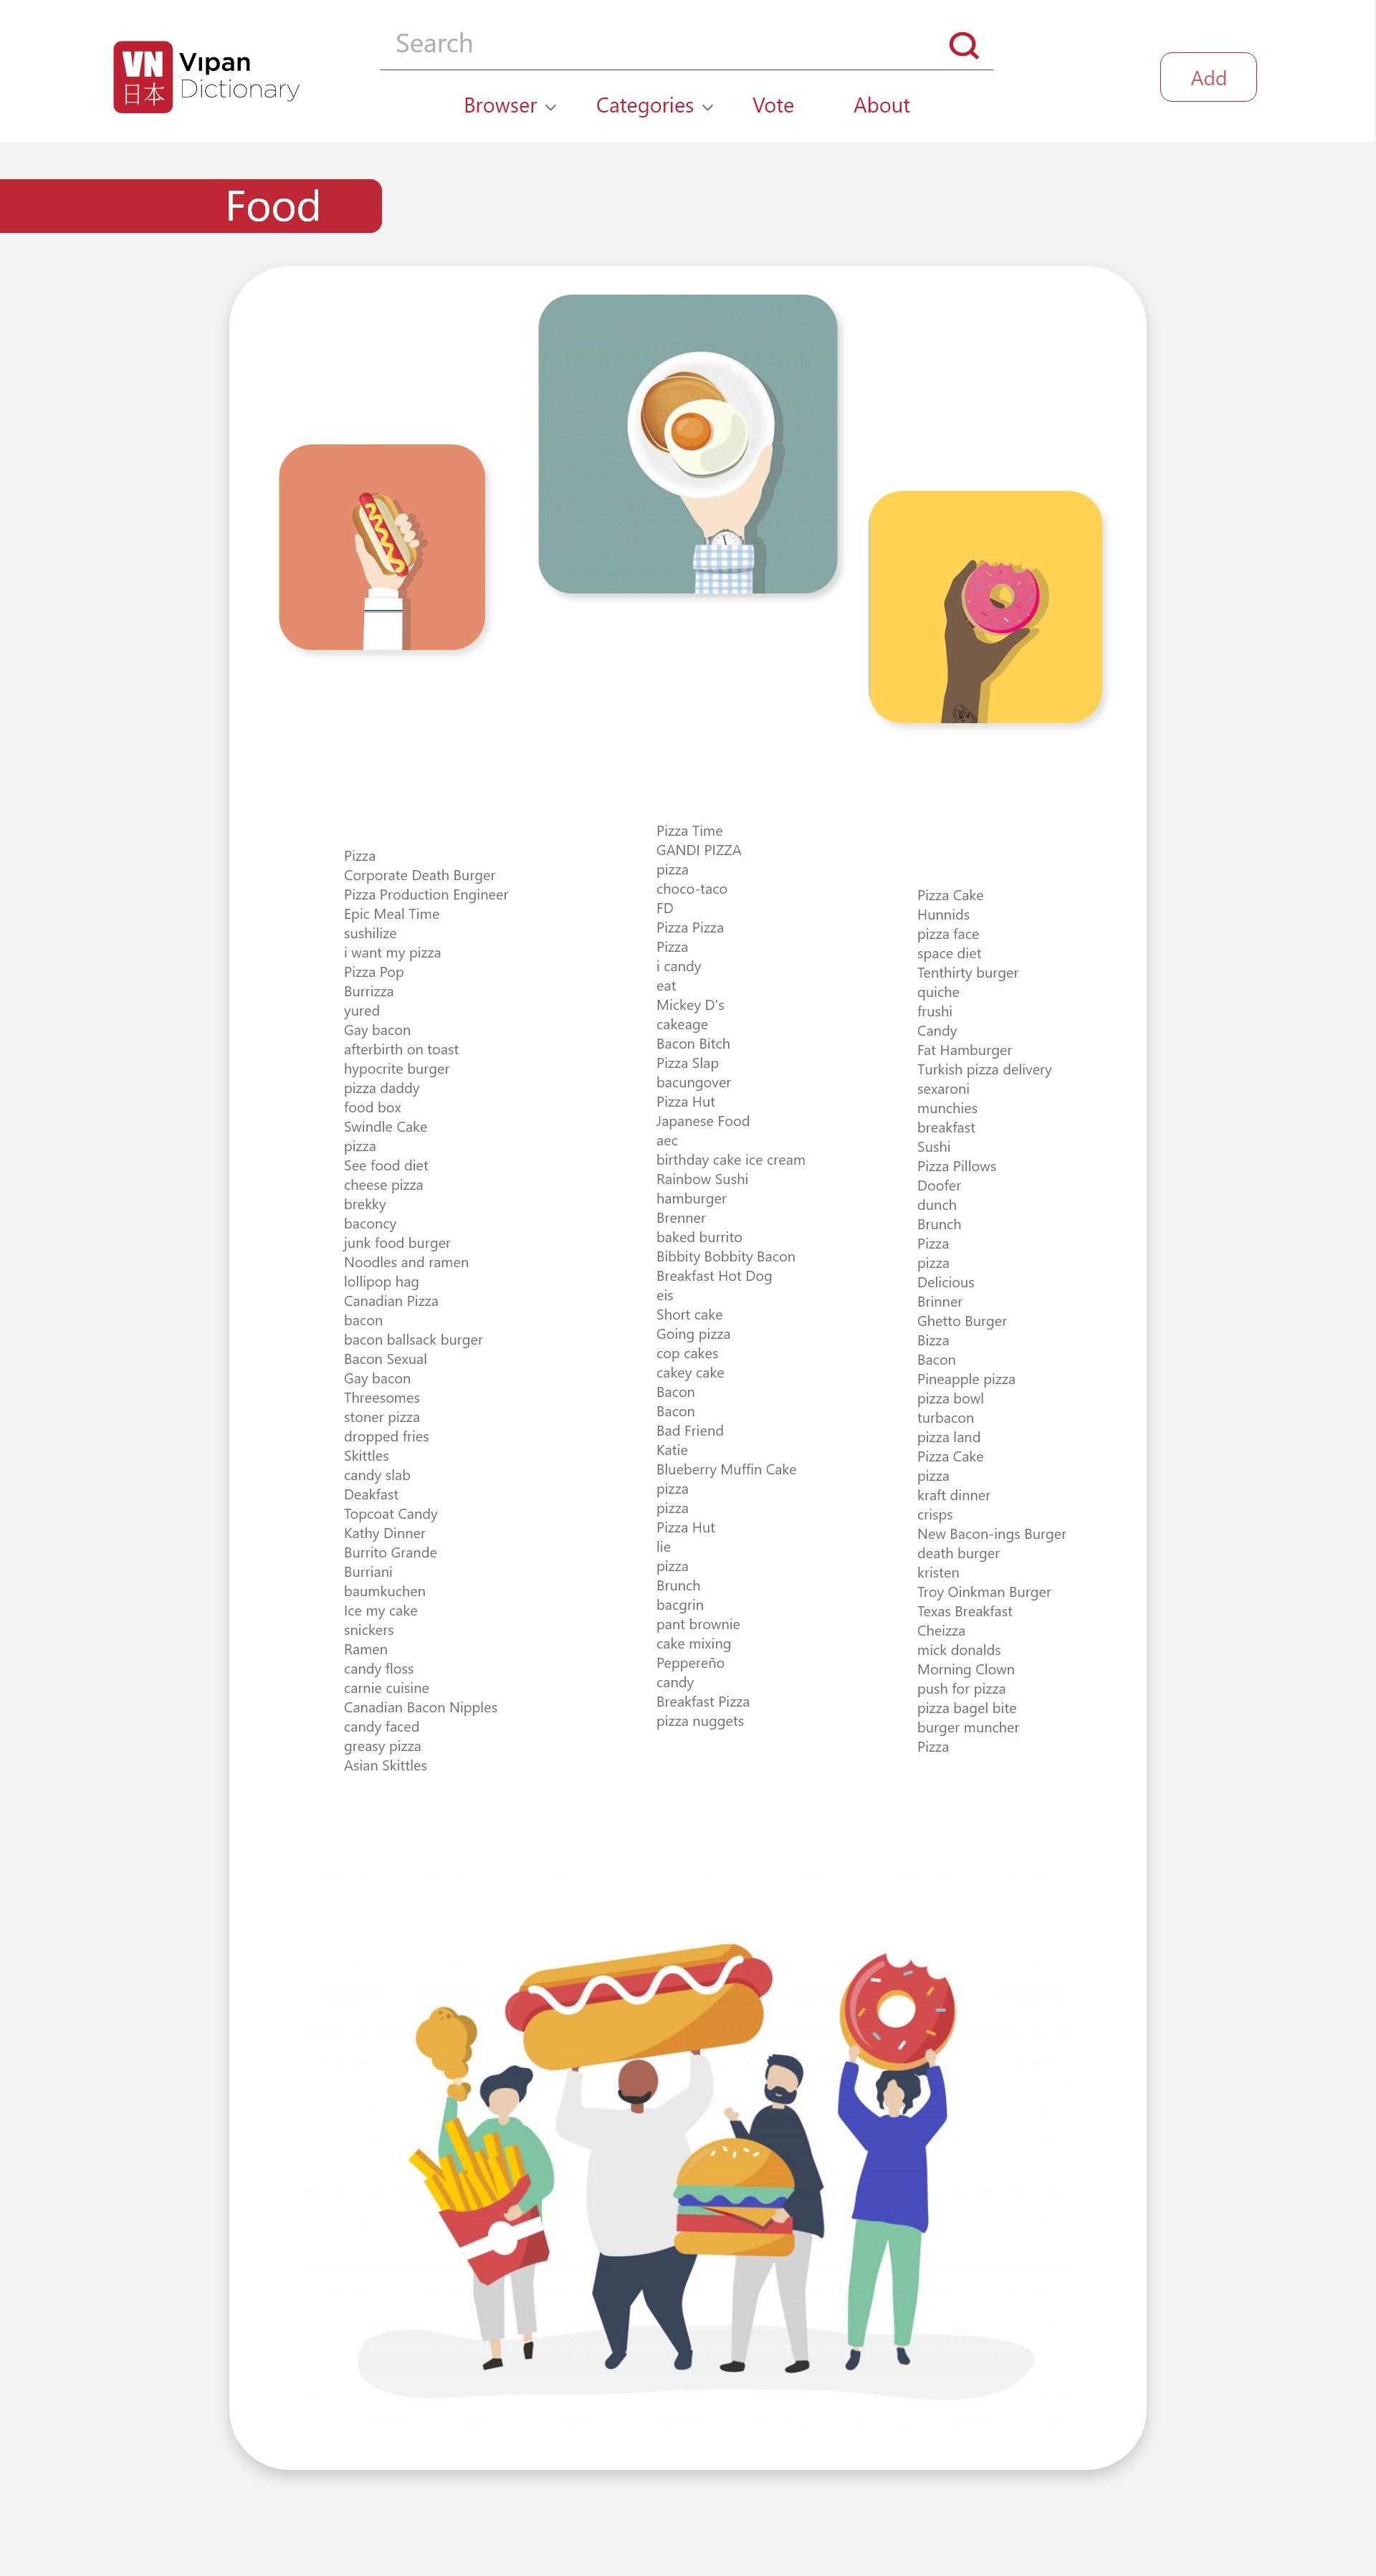 VN
日本
Vıpan
Dictionary
Search
Add
Browser
Categories
Vote
About
Food
Pizza
Corporate Death Burger
Pizza Production Engineer
Epic Meal Time
sushilize
i want my pizza
Pizza Pop
Burrizza
yured
Gay bacon
afterbirth on toast
hypocrite burger
pizza daddy
food box
Swindle Cake
pizza
See food diet
cheese pizza
brekky
baconcy
junk food burger
Noodles and ramen
lollipop hag
Canadian Pizza
bacon
bacon ballsack burger
Bacon Sexual
Gay bacon
Threesomes
stoner pizza
dropped fries
Skittles
candy slab
Deakfast
Topcoat Candy
Kathy Dinner
Burrito Grande
Burriani
baumkuchen
Ice my cake
snickers
Ramen
candy floss
carnie cuisine
Canadian Bacon Nipples
candy faced
greasy pizza
Asian Skittles
Pizza Time
GANDI PIZZA
pizza
choco-taco
FD
Pizza Pizza
Pizza
i candy
eat
Mickey D's
cakeage
Bacon Bitch
Pizza Slap
bacungover
Pizza Hut
Japanese Food
aec
birthday cake ice cream
Rainbow Sushi
hamburger
Brenner
baked burrito
Bibbity Bobbity Bacon
Breakfast Hot Dog
eis
Short cake
Going pizza
cop cakes
cakey cake
Bacon
Bacon
Bad Friend
Katie
Blueberry Muffin Cake
pizza
pizza
Pizza Hut
lie
pizza
Brunch
bacgrin
pant brownie
cake mixing
Peppereño
candy
Breakfast Pizza
pizza nuggets
Pizza Cake
Hunnids
pizza face
space diet
Tenthirty burger
quiche
frushi
Candy
Fat Hamburger
Turkish pizza delivery
sexaroni
munchies
breakfast
Sushi
Pizza Pillows
Doofer
dunch
Brunch
Pizza
pizza
Delicious
Brinner
Ghetto Burger
Bizza
Bacon
Pineapple pizza
pizza bowl
turbacon
pizza land
Pizza Cake
pizza
kraft dinner
crisps
New Bacon-ings Burger
death burger
kristen
Troy Oinkman Burger
Texas Breakfast
Cheizza
mick donalds
Morning Clown
push for pizza
pizza bagel bite
burger muncher
Pizza